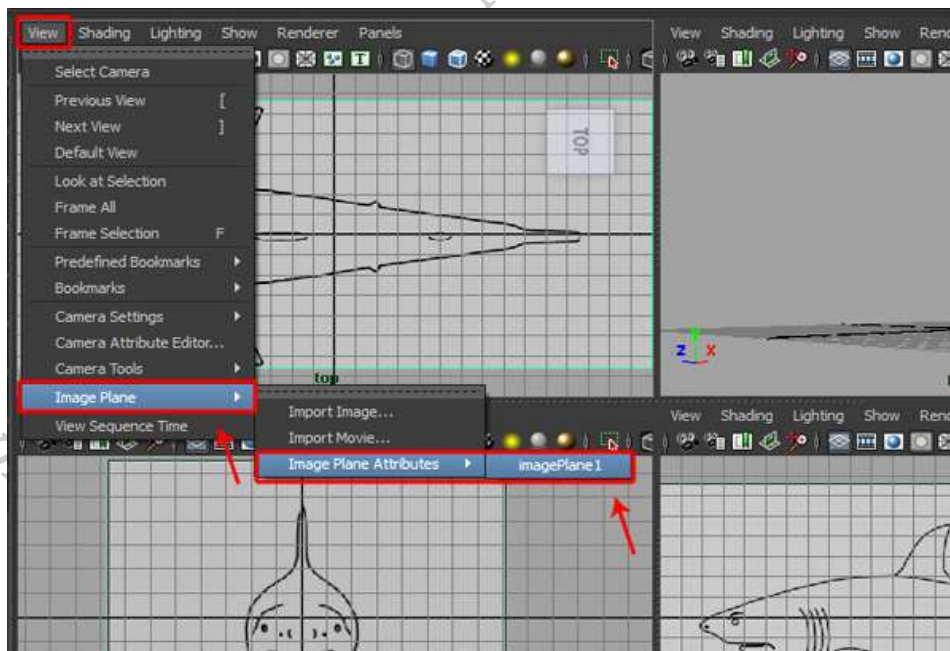 View Shading Lighting Show Renderer Panels
View Shading Lighting Show
Select Camera
Previous View [
Next View ]
Default View
Look at Selection
Frame All
Frame Selection F
Predefined Bookmarks
Bookmarks
Camera Settings
Camera Attribute Editor...
Camera Tools
Image Plane
View Sequence Time
Import Image...
Import Movie...
Image Plane Attributes
imagePlane1
TOP
top
T
z x
View Shading Lighting Show